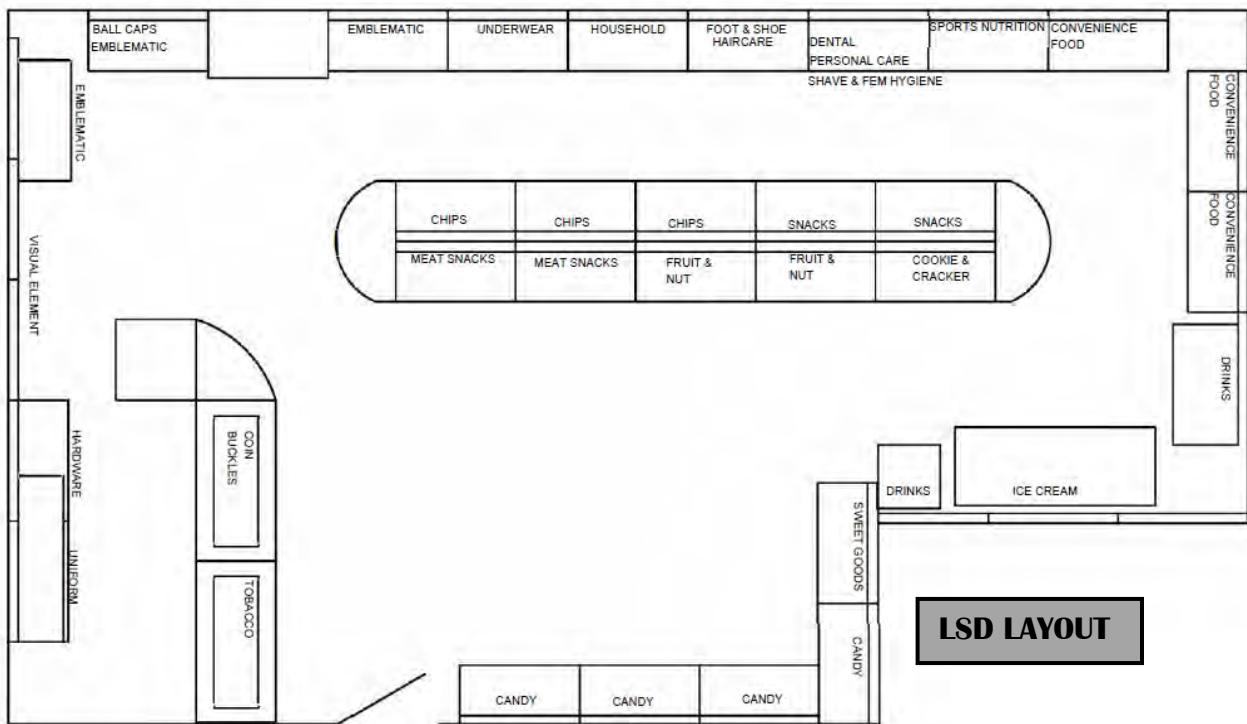 BALL CAPS
EMBLEMATIC
EMBLEMATIC
UNDERWEAR
HOUSEHOLD
FOOT & SHOE
HAIRCARE
DENTAL
PERSONAL CARE
SHAVE & FEM HYGIENE
SPORTS NUTRITION
CONVENIENCE
FOOD
EMBLEMATIC
CONVENIENCE
FOOD
CONVENIENCE
FOOD
CHIPS
CHIPS
CHIPS
SNACKS
SNACKS
MEAT SNACKS
MEAT SNACKS
FRUIT &
NUT
FRUIT &
NUT
COOKIE &
CRACKER
VISUAL ELEMENT
DRINKS
HARDWARE
COIN
BUCKLES
DRINKS
ICE CREAM
SWEET GOODS
UNIFORM
TOBACCO
CANDY
LSD LAYOUT
CANDY
CANDY
CANDY